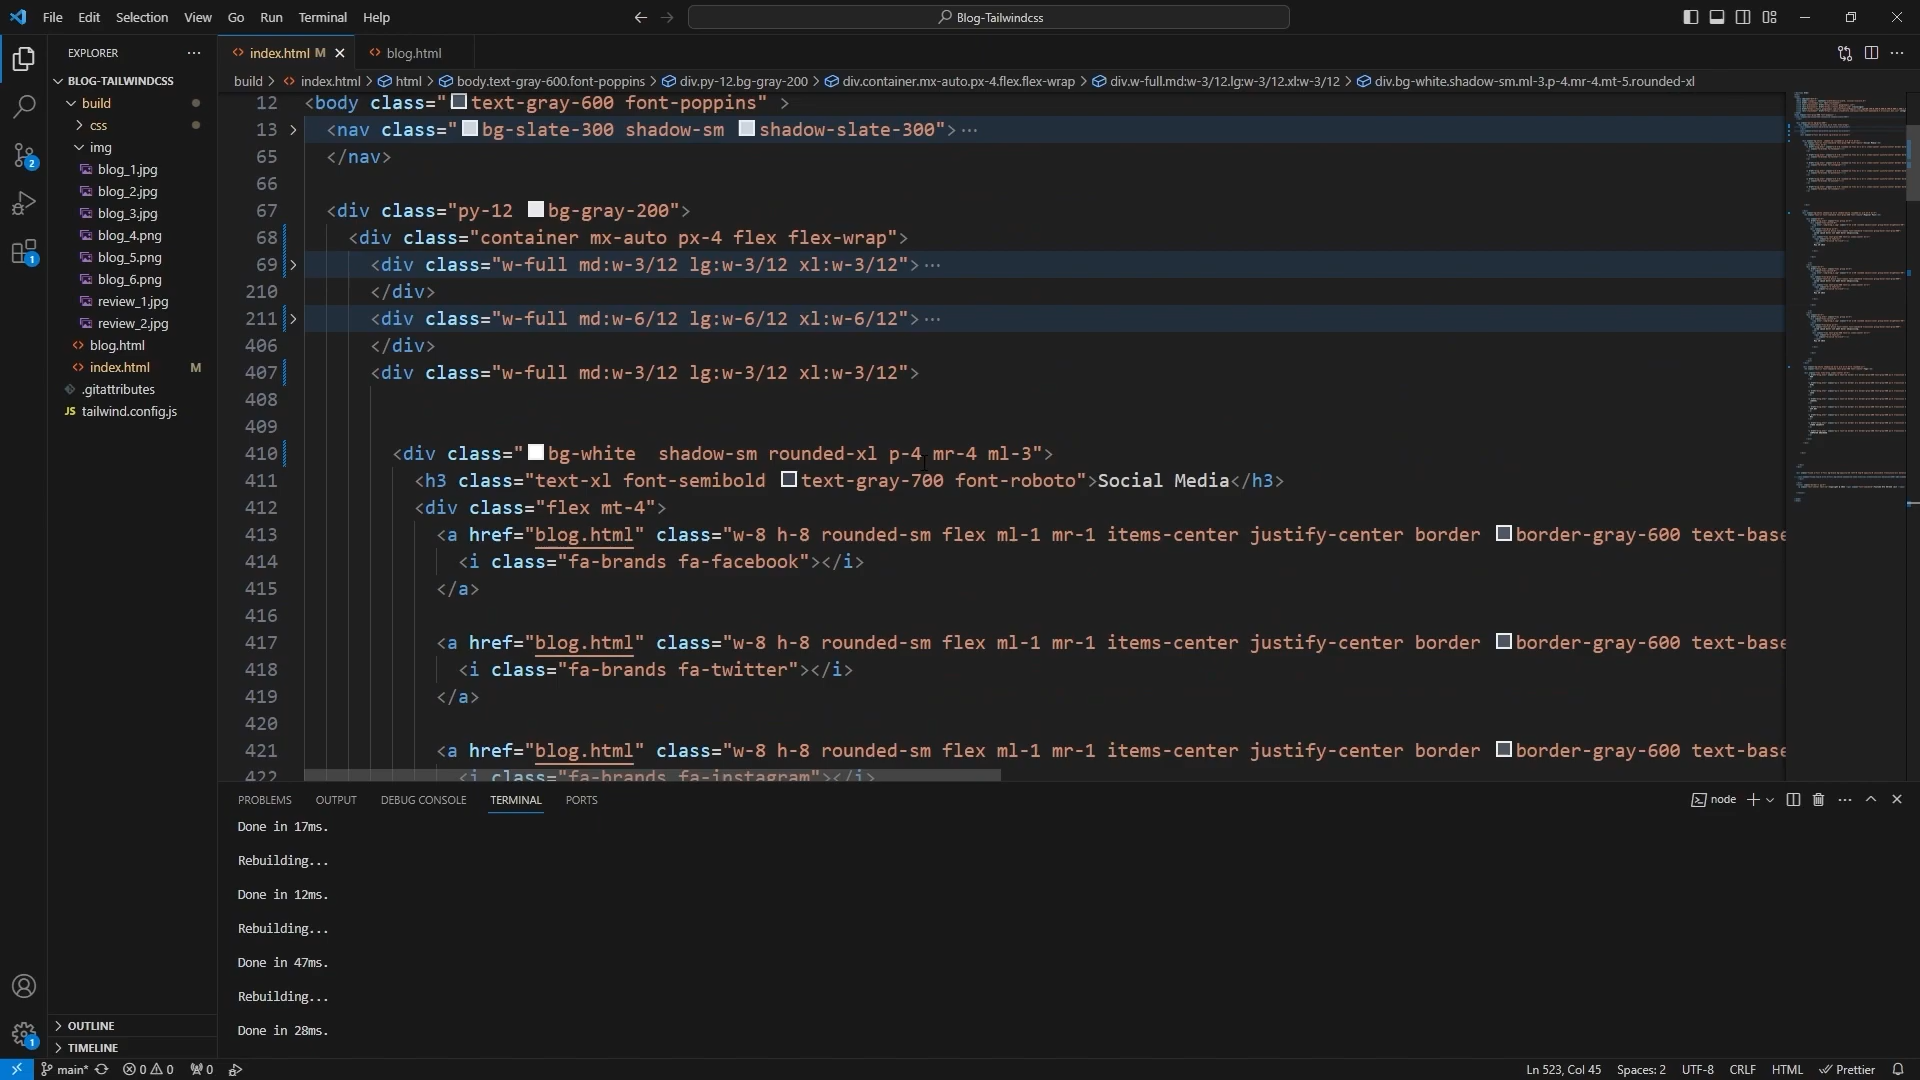 File Edit Selection View Go Run Terminal Help
Blog-Tailwindcss
EXPLORER
BLOG-TAILWINDCSS
build
css
img
blog_1.jpg
blog_2.jpg
blog_3.jpg
blog_4.png
blog_5.png
blog_6.png
review_1.jpg
review_2.jpg
blog.html
index.html M
.gitattributes
JS tailwind.config.js
OUTLINE
TIMELINE
2
1
1
index.html M
blog.html
build > index.html > html > body.text-gray-600.font-poppins > div.py-12.bg-gray-200 > div.container.mx-auto.px-4.flex.flex-wrap > div.w-full.md:w-3/12.lg:w-3/12.xl:w-3/12 > div.bg-white.shadow-sm.ml-3.p-4.mr-4.mt-5.rounded-xl
12 <body class="text-gray-600 font-poppins" >
13 <nav class="bg-slate-300 shadow-sm shadow-slate-300">···
65 </nav>
66
67 <div class="py-12 bg-gray-200">
68 <div class="container mx-auto px-4 flex flex-wrap">
69 <div class="w-full md:w-3/12 lg:w-3/12 xl:w-3/12">···
210 </div>
211 <div class="w-full md:w-6/12 lg:w-6/12 xl:w-6/12">···
406 </div>
407 <div class="w-full md:w-3/12 lg:w-3/12 xl:w-3/12">
408
409
410 <div class="bg-white  shadow-sm rounded-xl p-4 mr-4 ml-3">
411 <h3 class="text-xl font-semibold text-gray-700 font-roboto">Social Media</h3>
412 <div class="flex mt-4">
413 <a href="blog.html" class="w-8 h-8 rounded-sm flex ml-1 mr-1 items-center justify-center border border-gray-600 text-base
414 <i class="fa-brands fa-facebook"></i>
415 </a>
416
417 <a href="blog.html" class="w-8 h-8 rounded-sm flex ml-1 mr-1 items-center justify-center border border-gray-600 text-base
418 <i class="fa-brands fa-twitter"></i>
419 </a>
420
421 <a href="blog.html" class="w-8 h-8 rounded-sm flex ml-1 mr-1 items-center justify-center border border-gray-600 text-base
422 <i class="fa-brands fa-instagram"></i>
PROBLEMS OUTPUT DEBUG CONSOLE TERMINAL PORTS
node
Done in 17ms.
Rebuilding...
Done in 12ms.
Rebuilding...
Done in 47ms.
Rebuilding...
Done in 28ms.
main* 0 0 0
Ln 523, Col 45 Spaces: 2 UTF-8 CRLF HTML Prettier